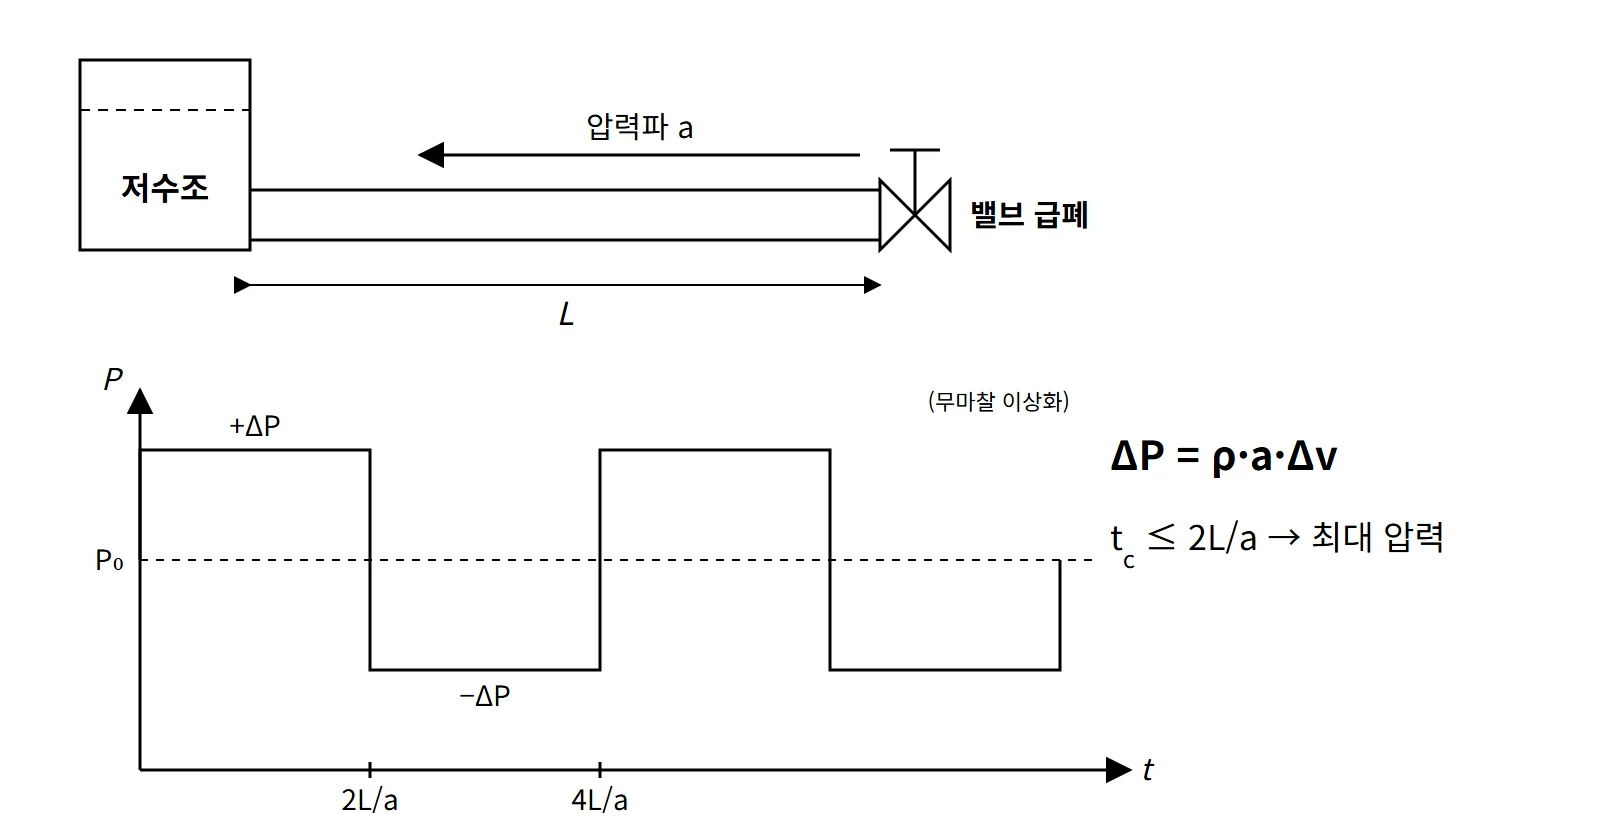 압력파 a
저수조
밸브 급폐
L
P
(무마찰 이상화)
+ΔP
ΔP = ρ·a·Δv
t_c ≤ 2L/a → 최대 압력
P₀
−ΔP
t
2L/a
4L/a